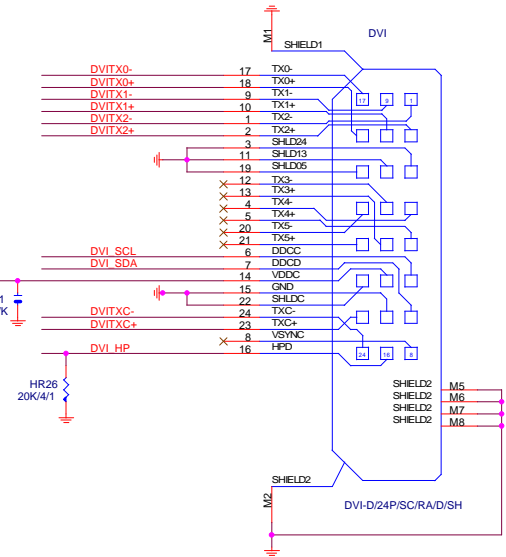 M1
SHIELD1
DVI
DVITX0- 17 TX0-
DVITX0+ 18 TX0+
DVITX1- 9 TX1-
DVITX1+ 10 TX1+
DVITX2- 1 TX2-
DVITX2+ 2 TX2+
17 9 1
3 SHLD24
11 SHLD13
19 SHLD05
12 TX3-
13 TX3+
4 TX4-
5 TX4+
20 TX5-
21 TX5+
DVI_SCL 6 DDCC
DVI_SDA 7 DDCD
14 VDDC
15 GND
22 SHLDC
DVITXC- 24 TXC-
DVITXC+ 23 TXC+
8 VSYNC
DVI_HP 16 HPD
24 16 8
HR26
20K/4/1
SHIELD2 M5
SHIELD2 M6
SHIELD2 M7
SHIELD2 M8
SHIELD2
M2
DVI-D/24P/SC/RA/D/SH